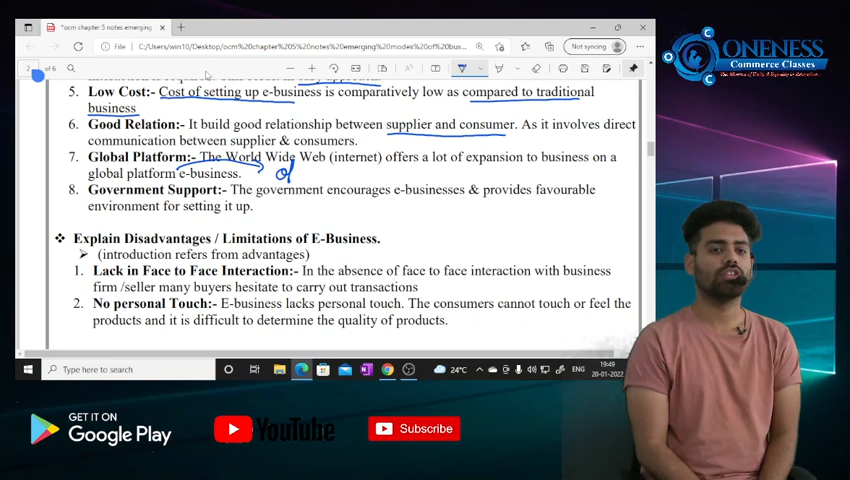 *ocm chapter 5 notes emerging
File
C:/Users/win10/Desktop/ocm%20chapter%205%20notes%20emerging%20modes%20of%20bus...
Not syncing
2 of 6
5. Low Cost:- Cost of setting up e-business is comparatively low as compared to traditional
business
6. Good Relation:- It build good relationship between supplier and consumer. As it involves direct
communication between supplier & consumers.
7. Global Platform:- The World Wide Web (internet) offers a lot of expansion to business on a
global platform e-business.
of
8. Government Support:- The government encourages e-businesses & provides favourable
environment for setting it up.
❖ Explain Disadvantages / Limitations of E-Business.
➢ (introduction refers from advantages)
1. Lack in Face to Face Interaction:- In the absence of face to face interaction with business
firm /seller many buyers hesitate to carry out transactions
2. No personal Touch:- E-business lacks personal touch. The consumers cannot touch or feel the
products and it is difficult to determine the quality of products.
Type here to search
24°C
ENG
19:49
20-01-2022
ONENESS
Commerce Classes
GET IT ON
Google Play
YouTube
Subscribe